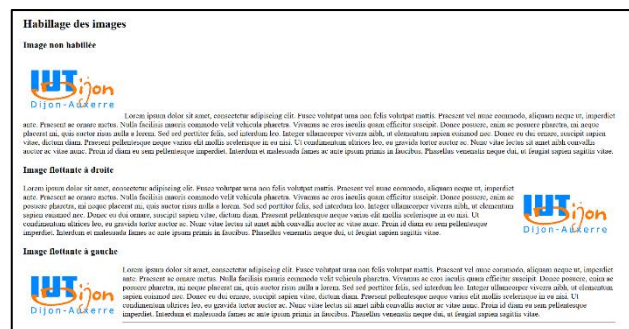 Habillage des images
Image non habillée
IUT Dijon
Dijon-Auxerre
Lorem ipsum dolor sit amet, consectetur adipiscing elit. Fusce volutpat urna non felis volutpat mattis. Praesent vel nunc commodo, aliquam neque ut, imperdiet
ante. Praesent ac ornare metus. Nulla facilisis mauris commodo velit vehicula pharetra. Vivamus ac eros iaculis quam efficitur suscipit. Donec posuere, enim ac posuere pharetra, mi neque
placerat mi, quis auctor risus nulla a lorem. Sed sed porttitor felis, sed interdum leo. Integer ullamcorper viverra nibh, ut elementum sapien euismod nec. Donec eu dui ornare, suscipit sapien
vitae, dictum diam. Praesent pellentesque neque varius elit mollis scelerisque in eu nisi. Ut condimentum ultrices leo, eu gravida tortor auctor ac. Nunc vitae lectus sit amet nibh convallis
auctor ac vitae nunc. Proin id diam eu sem pellentesque imperdiet. Interdum et malesuada fames ac ante ipsum primis in faucibus. Phasellus venenatis neque dui, ut feugiat sapien sagittis vitae.
Image flottante à droite
Lorem ipsum dolor sit amet, consectetur adipiscing elit. Fusce volutpat urna non felis volutpat mattis. Praesent vel nunc commodo, aliquam neque ut, imperdiet
ante. Praesent ac ornare metus. Nulla facilisis mauris commodo velit vehicula pharetra. Vivamus ac eros iaculis quam efficitur suscipit. Donec posuere, enim ac
posuere pharetra, mi neque placerat mi, quis auctor risus nulla a lorem. Sed sed porttitor felis, sed interdum leo. Integer ullamcorper viverra nibh, ut elementum
sapien euismod nec. Donec eu dui ornare, suscipit sapien vitae, dictum diam. Praesent pellentesque neque varius elit mollis scelerisque in eu nisi. Ut
condimentum ultrices leo, eu gravida tortor auctor ac. Nunc vitae lectus sit amet nibh convallis auctor ac vitae nunc. Proin id diam eu sem pellentesque
imperdiet. Interdum et malesuada fames ac ante ipsum primis in faucibus. Phasellus venenatis neque dui, ut feugiat sapien sagittis vitae.
IUT Dijon
Dijon-Auxerre
Image flottante à gauche
IUT Dijon
Dijon-Auxerre
Lorem ipsum dolor sit amet, consectetur adipiscing elit. Fusce volutpat urna non felis volutpat mattis. Praesent vel nunc commodo, aliquam neque ut, imperdiet
ante. Praesent ac ornare metus. Nulla facilisis mauris commodo velit vehicula pharetra. Vivamus ac eros iaculis quam efficitur suscipit. Donec posuere, enim ac
posuere pharetra, mi neque placerat mi, quis auctor risus nulla a lorem. Sed sed porttitor felis, sed interdum leo. Integer ullamcorper viverra nibh, ut elementum
sapien euismod nec. Donec eu dui ornare, suscipit sapien vitae, dictum diam. Praesent pellentesque neque varius elit mollis scelerisque in eu nisi. Ut
condimentum ultrices leo, eu gravida tortor auctor ac. Nunc vitae lectus sit amet nibh convallis auctor ac vitae nunc. Proin id diam eu sem pellentesque
imperdiet. Interdum et malesuada fames ac ante ipsum primis in faucibus. Phasellus venenatis neque dui, ut feugiat sapien sagittis vitae.